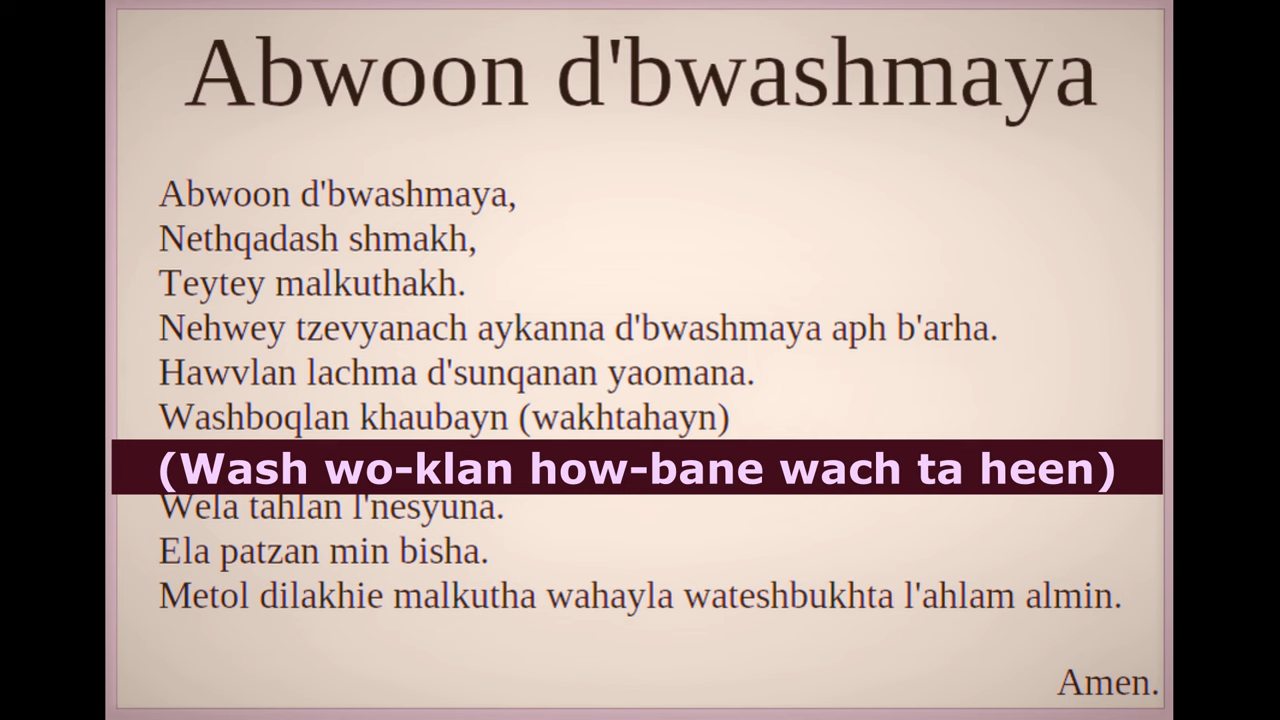 Abwoon d'bwashmaya
Abwoon d'bwashmaya,
Nethqadash shmakh,
Teytey malkuthakh.
Nehwey tzevyanach aykanna d'bwashmaya aph b'arha.
Hawvlan lachma d'sunqanan yaomana.
Washboqlan khaubayn (wakhtahayn)
(Wash wo-klan how-bane wach ta heen)
Wela tahlan l'nesyuna.
Ela patzan min bisha.
Metol dilakhie malkutha wahayla wateshbukhta l'ahlam almin.
Amen.